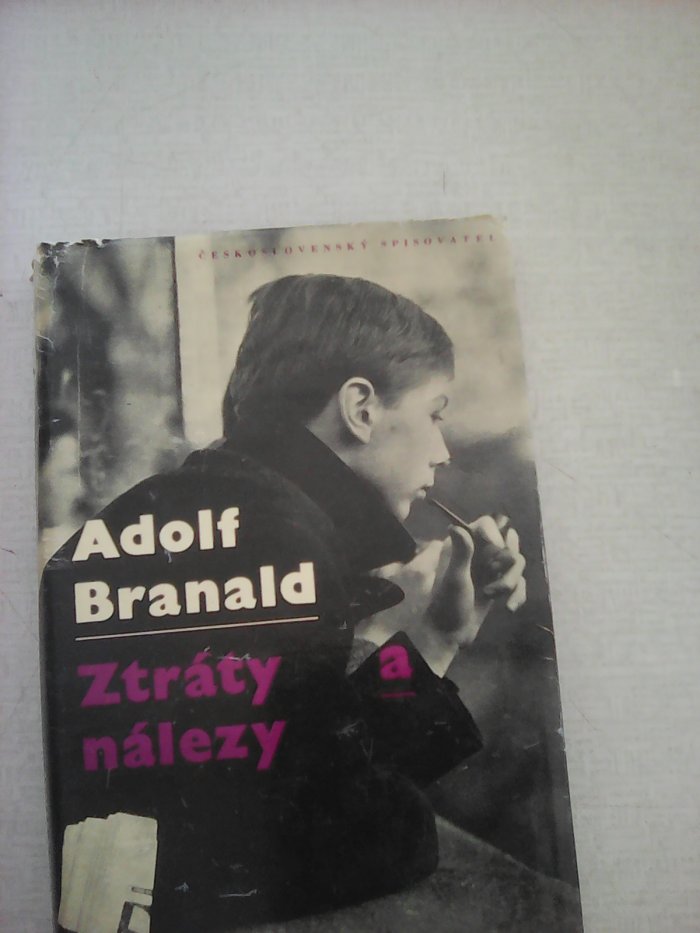 ČESKOSLOVENSKÝ SPISOVATEL
Adolf
Branald
Ztráty a
nálezy